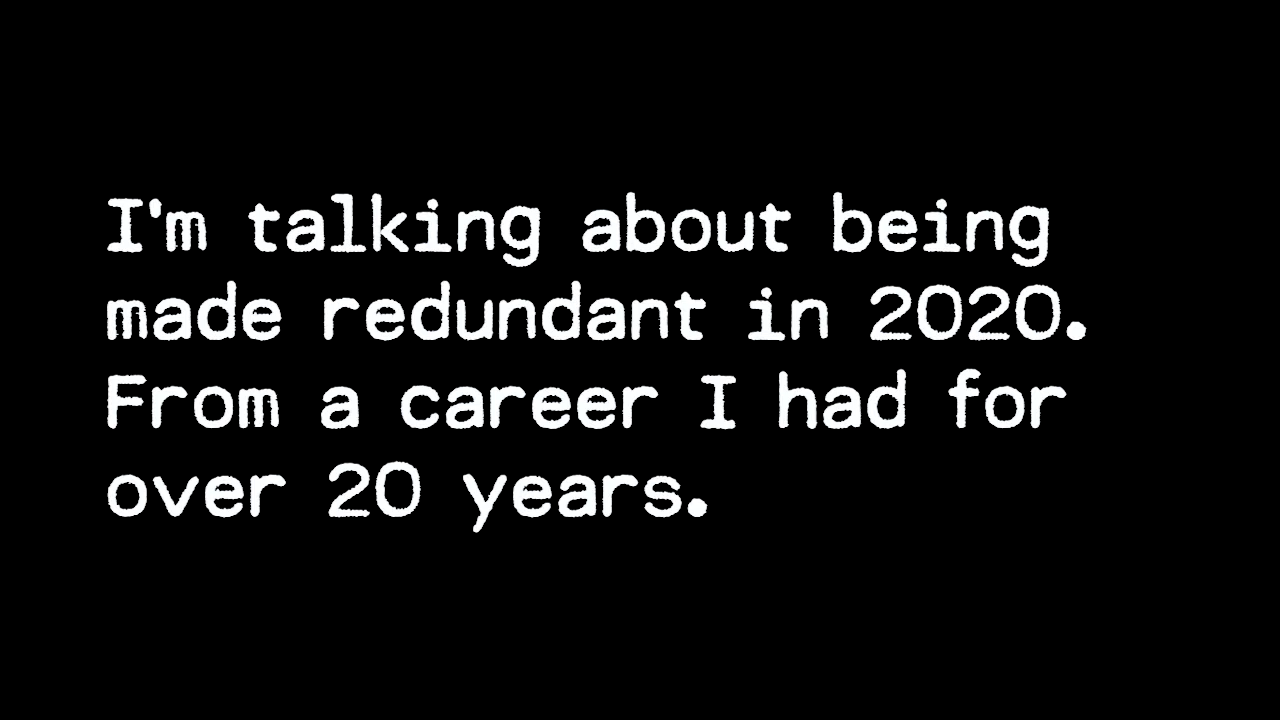 I'm talking about being
made redundant in 2020.
From a career I had for
over 20 years.